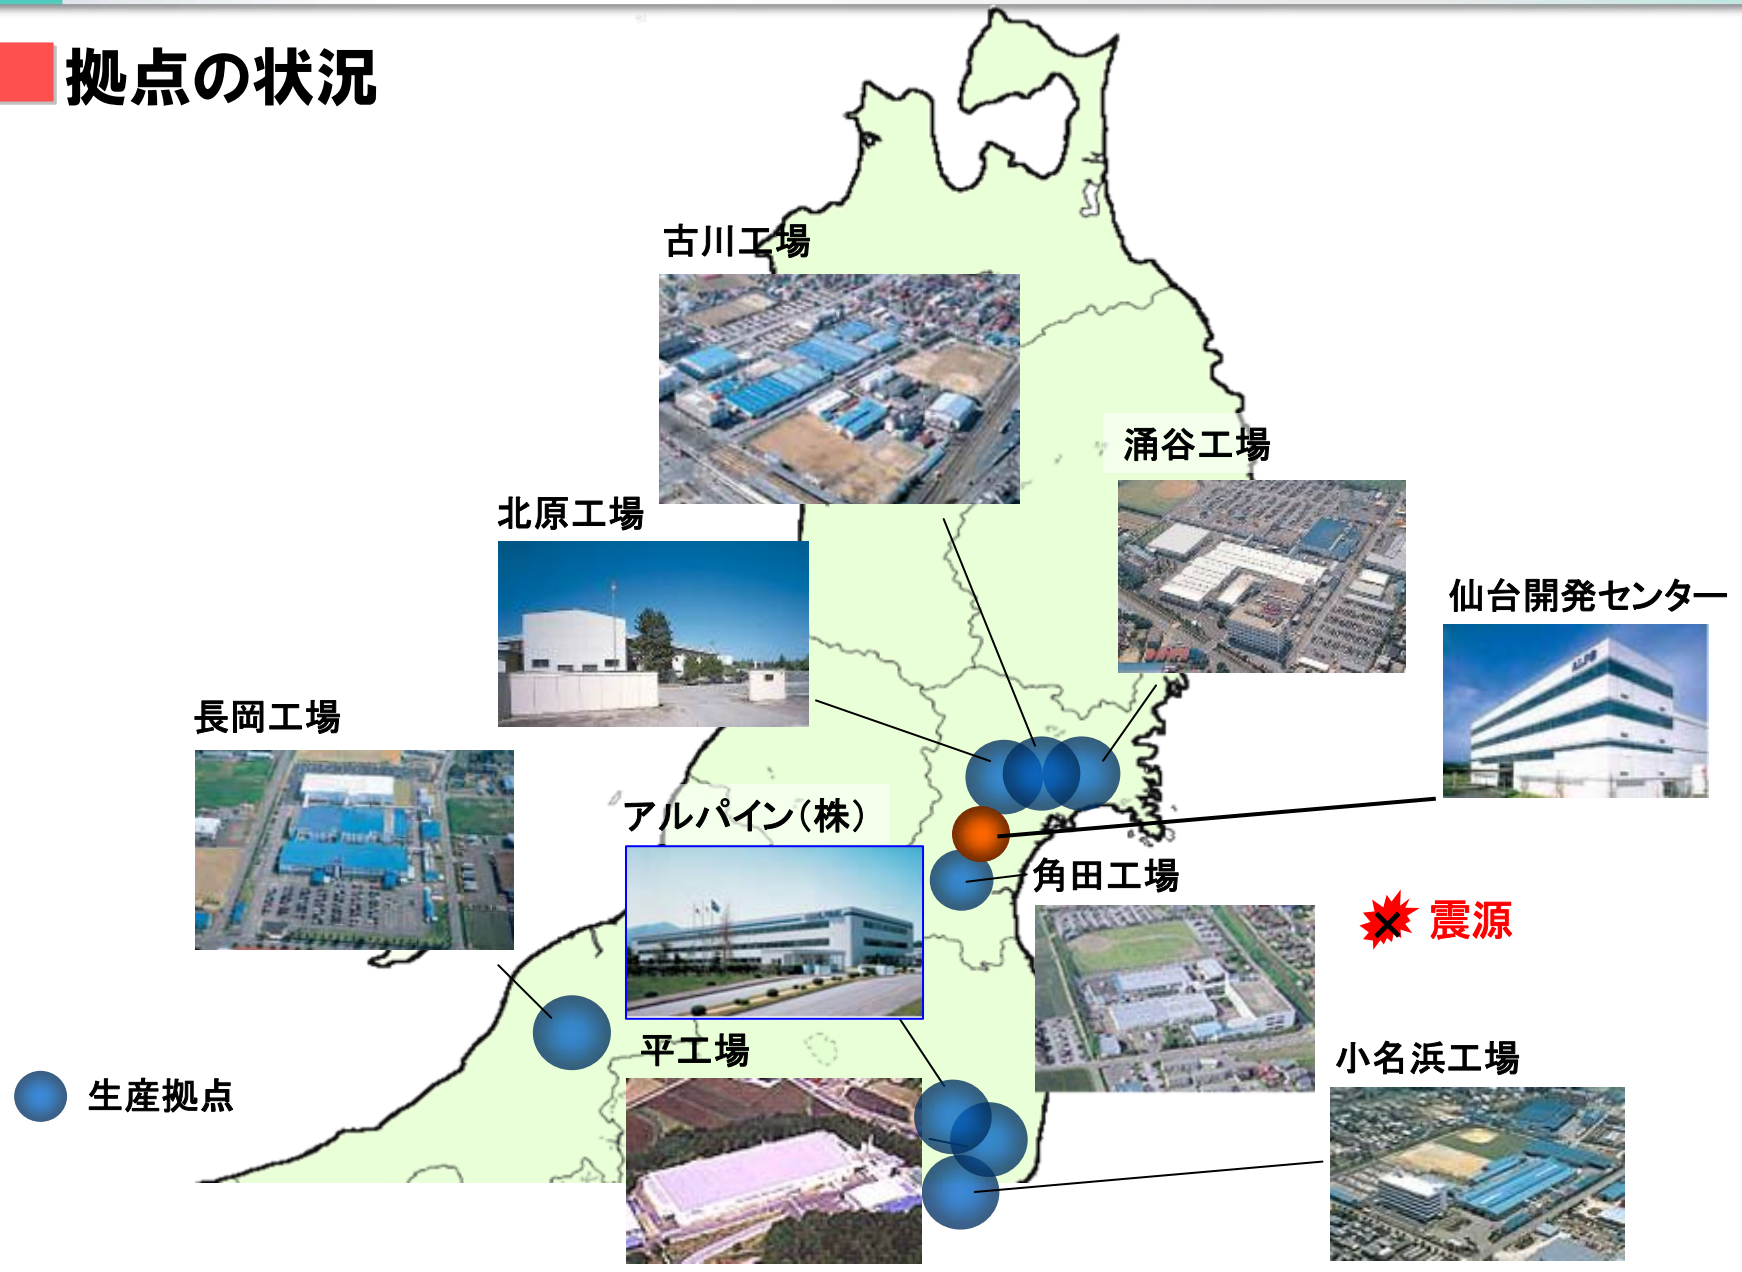 拠点の状況
古川工場
涌谷工場
北原工場
仙台開発センター
長岡工場
アルパイン(株)
角田工場
震源
平工場
小名浜工場
生産拠点